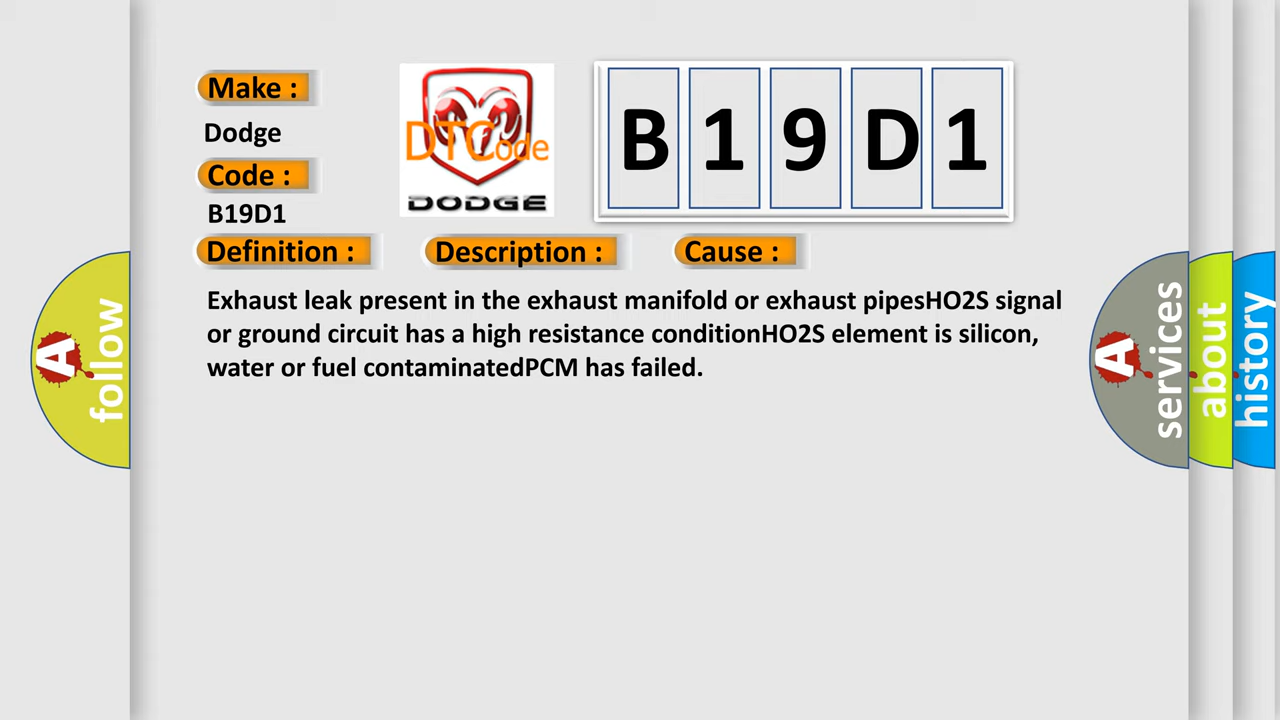 follow
A
Make :
Dodge
Code :
B19D1
DTCode
DODGE
B 1 9 D 1
Definition :
Description :
Cause :
Exhaust leak present in the exhaust manifold or exhaust pipesHO2S signal
or ground circuit has a high resistance conditionHO2S element is silicon,
water or fuel contaminatedPCM has failed.
A
services
about
history